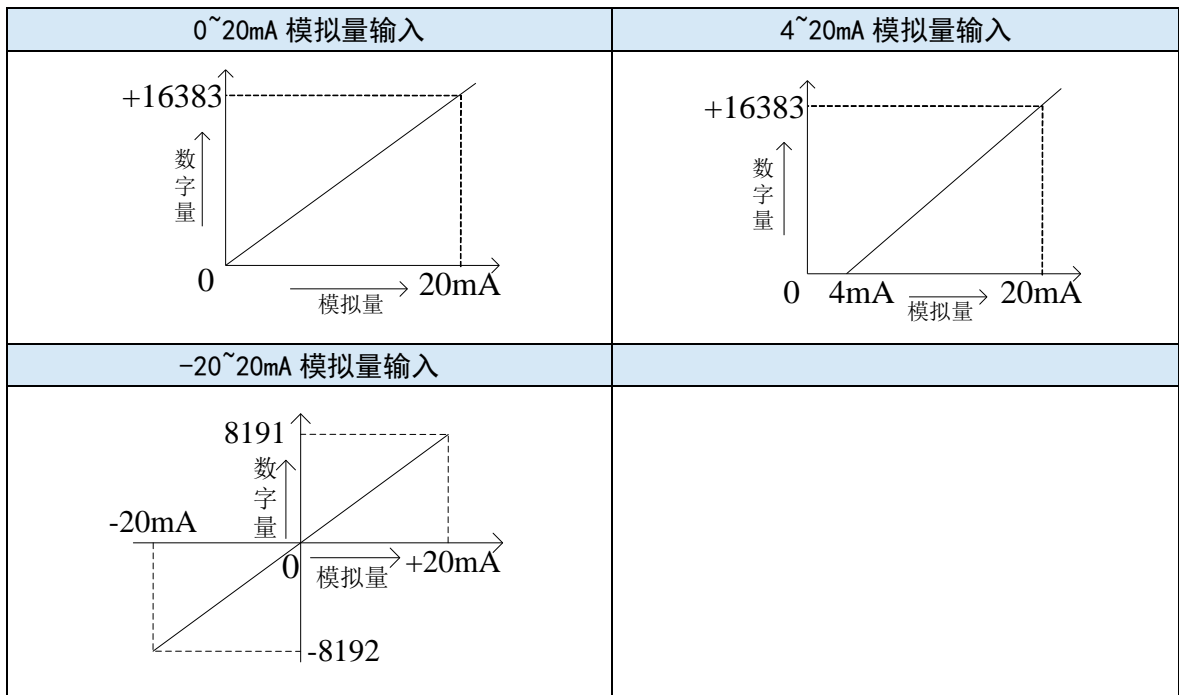 0~20mA 模拟量输入
4~20mA 模拟量输入
+16383
数字量
0
模拟量
20mA
+16383
数字量
0
4mA
模拟量
20mA
-20~20mA 模拟量输入
8191
数字量
-20mA
0
模拟量
+20mA
-8192